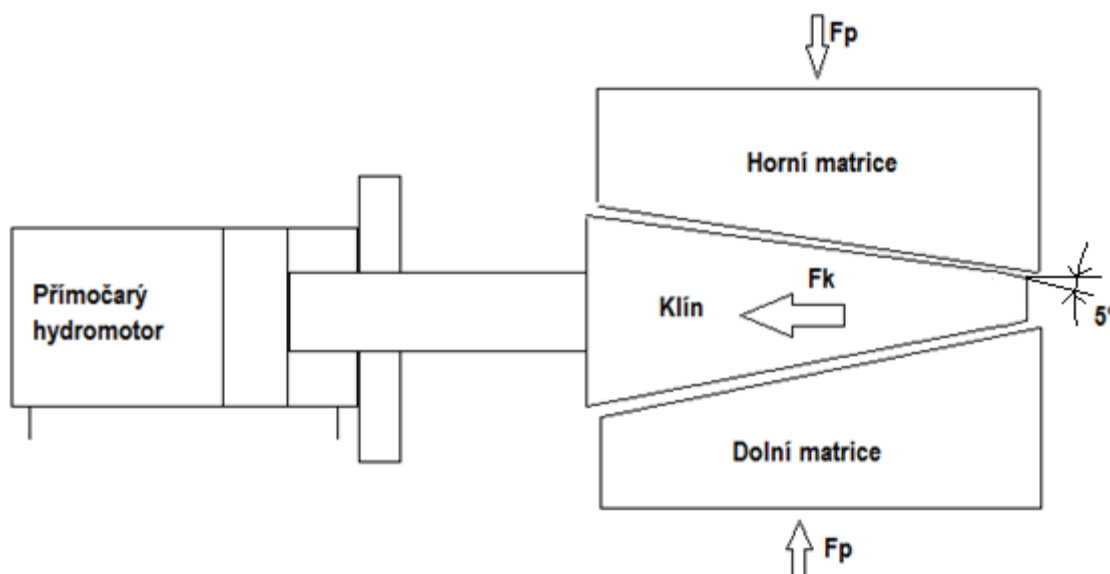 Fp
Horní matrice
Přímočarý
hydromotor
Klín
Fk
5°
Dolní matrice
Fp